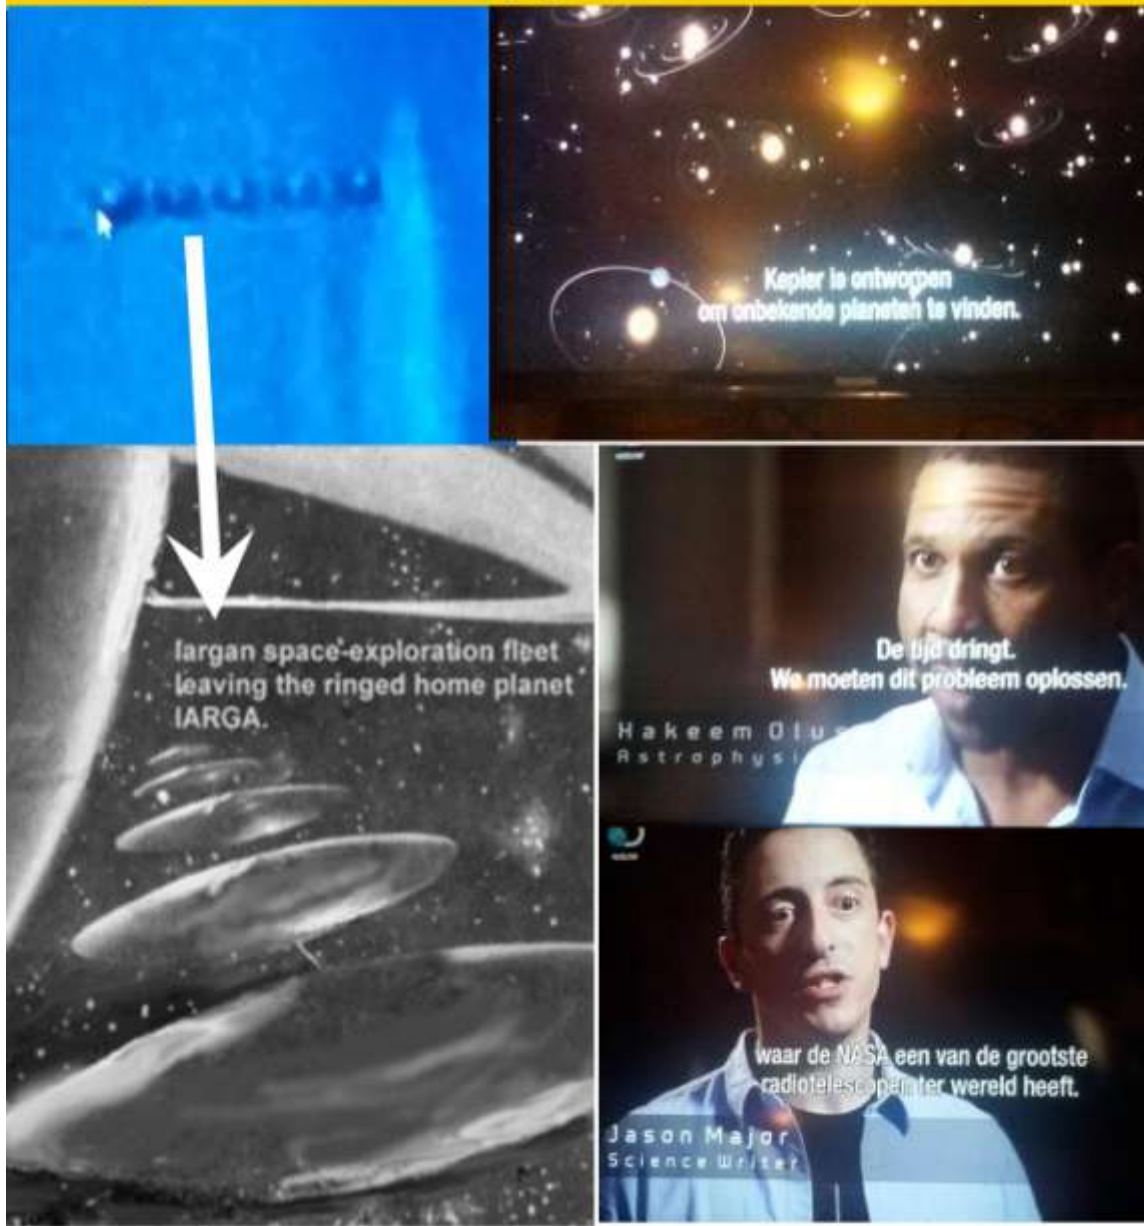 Kepler is ontworpen
om onbekende planeten te vinden.
Iargan space-exploration fleet
leaving the ringed home planet
IARGA.
De tijd dringt.
We moeten dit probleem oplossen.
Hakeem Olu
Astrophysi
waar de NASA een van de grootste
radiotelescopen ter wereld heeft.
Jason Major
Science Writer